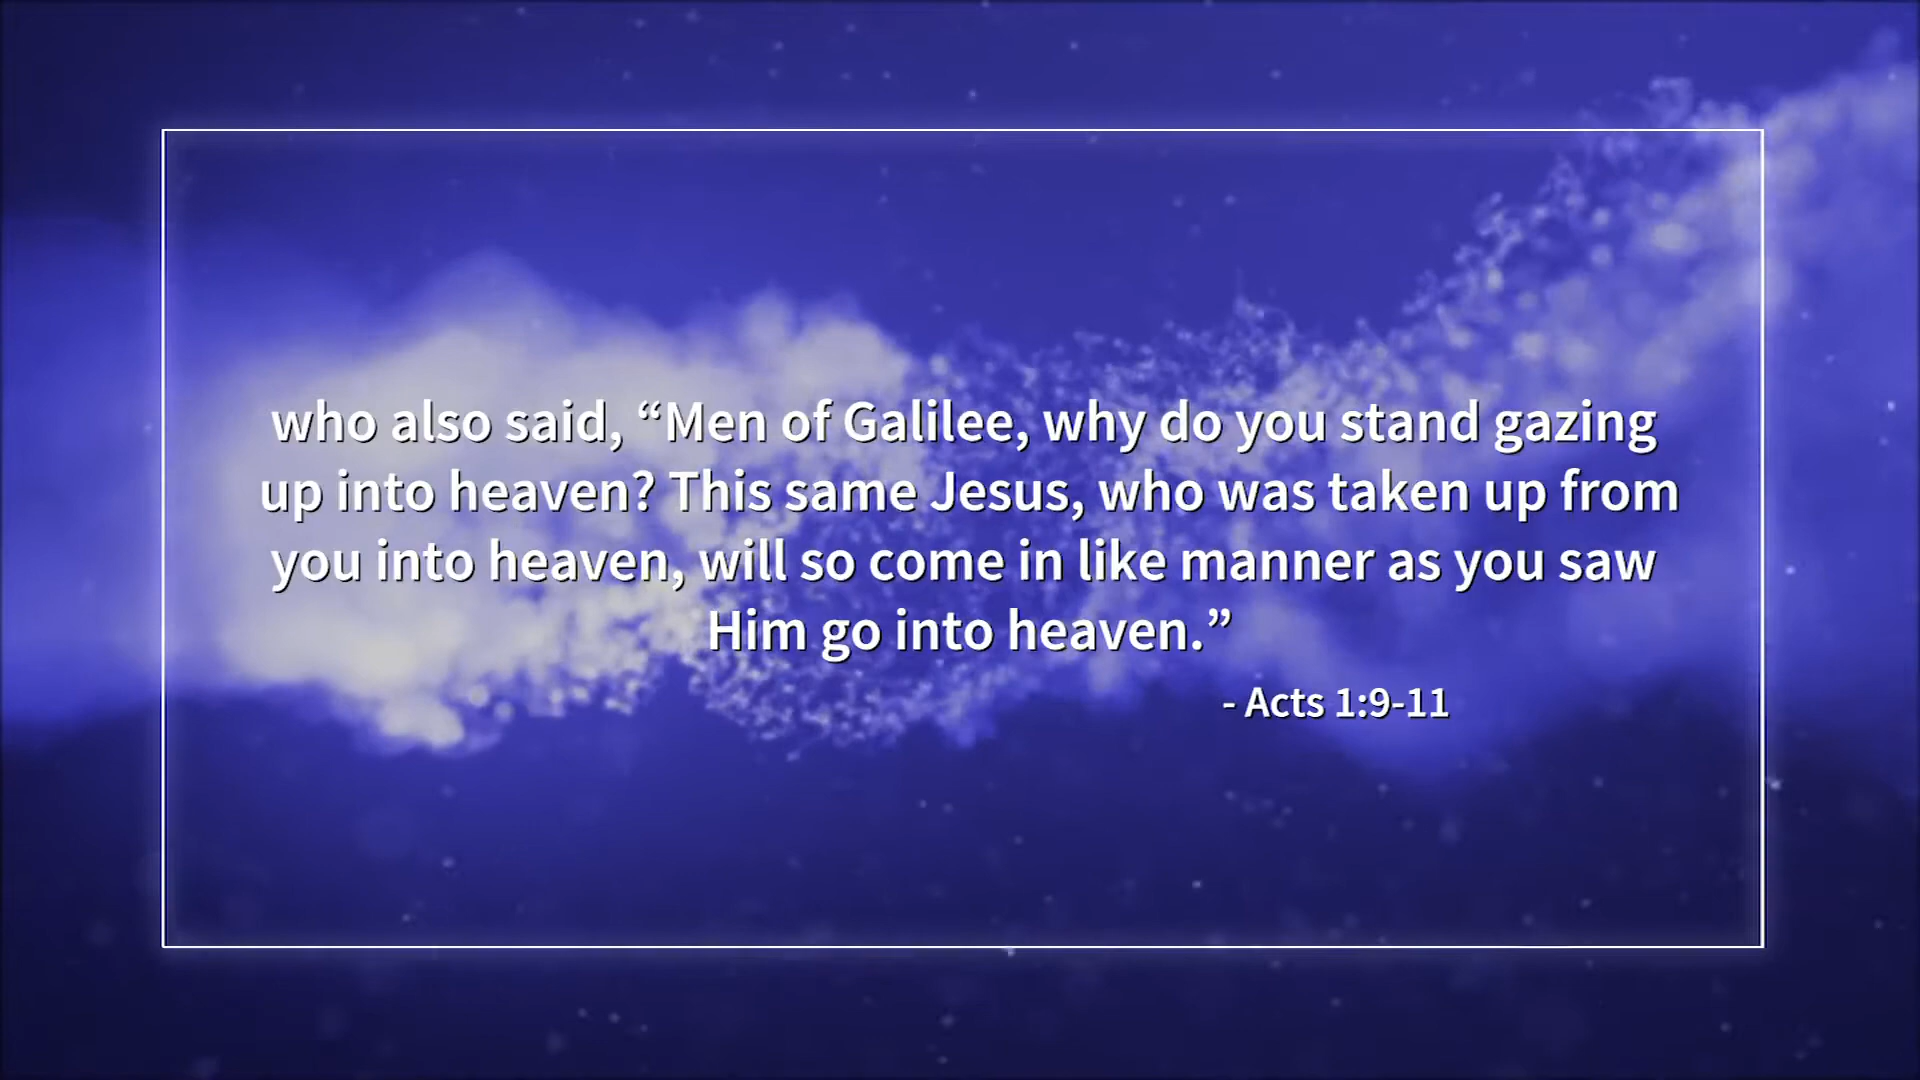 who also said, “Men of Galilee, why do you stand gazing
up into heaven? This same Jesus, who was taken up from
you into heaven, will so come in like manner as you saw
Him go into heaven.”
- Acts 1:9-11